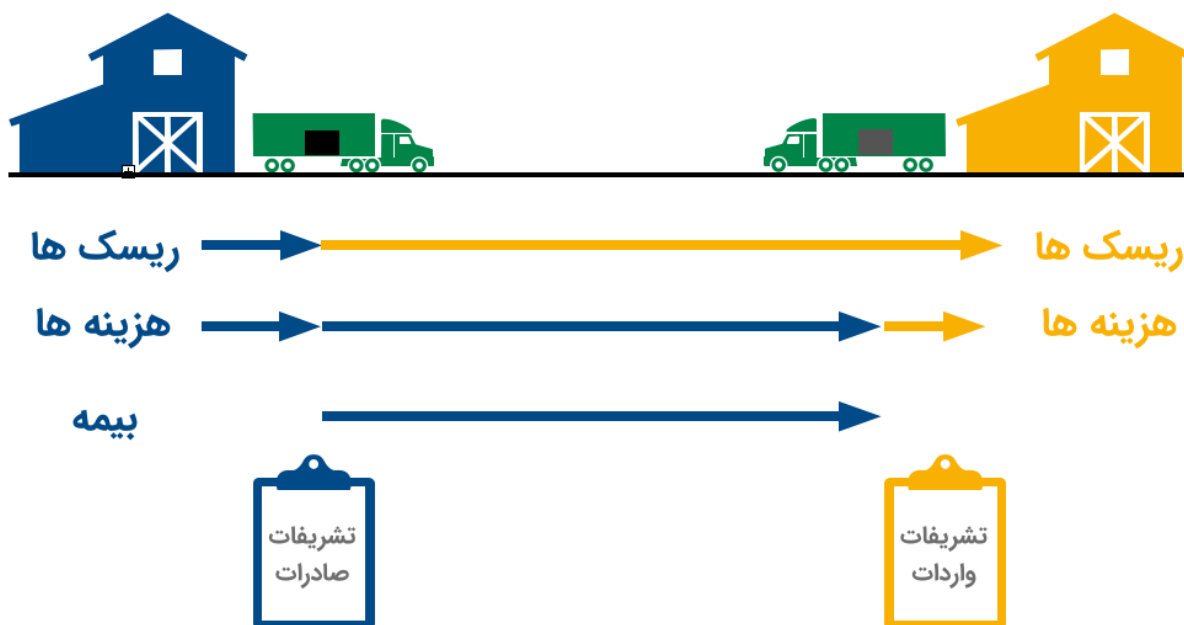 ریسک ها
ریسک ها
هزینه ها
هزینه ها
بیمه
تشریفات
صادرات
تشریفات
واردات